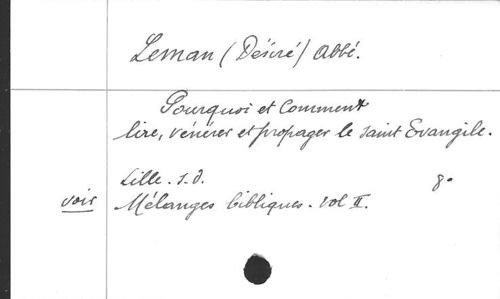 Leman (Désiré) Abbé.
Pourquoi et Comment
lire, vénérer et propager le saint Evangile.
Lille. s.d. 8°
voir Mélanges bibliques. vol II.